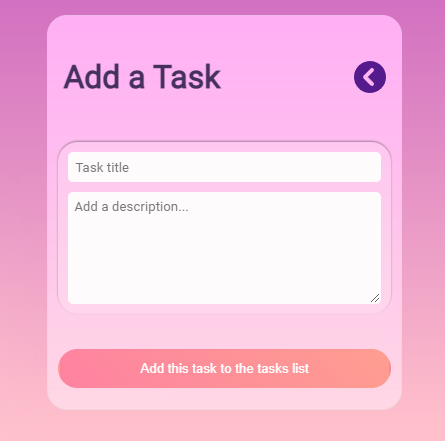 Add a Task
Task title
Add a description...
Add this task to the tasks list